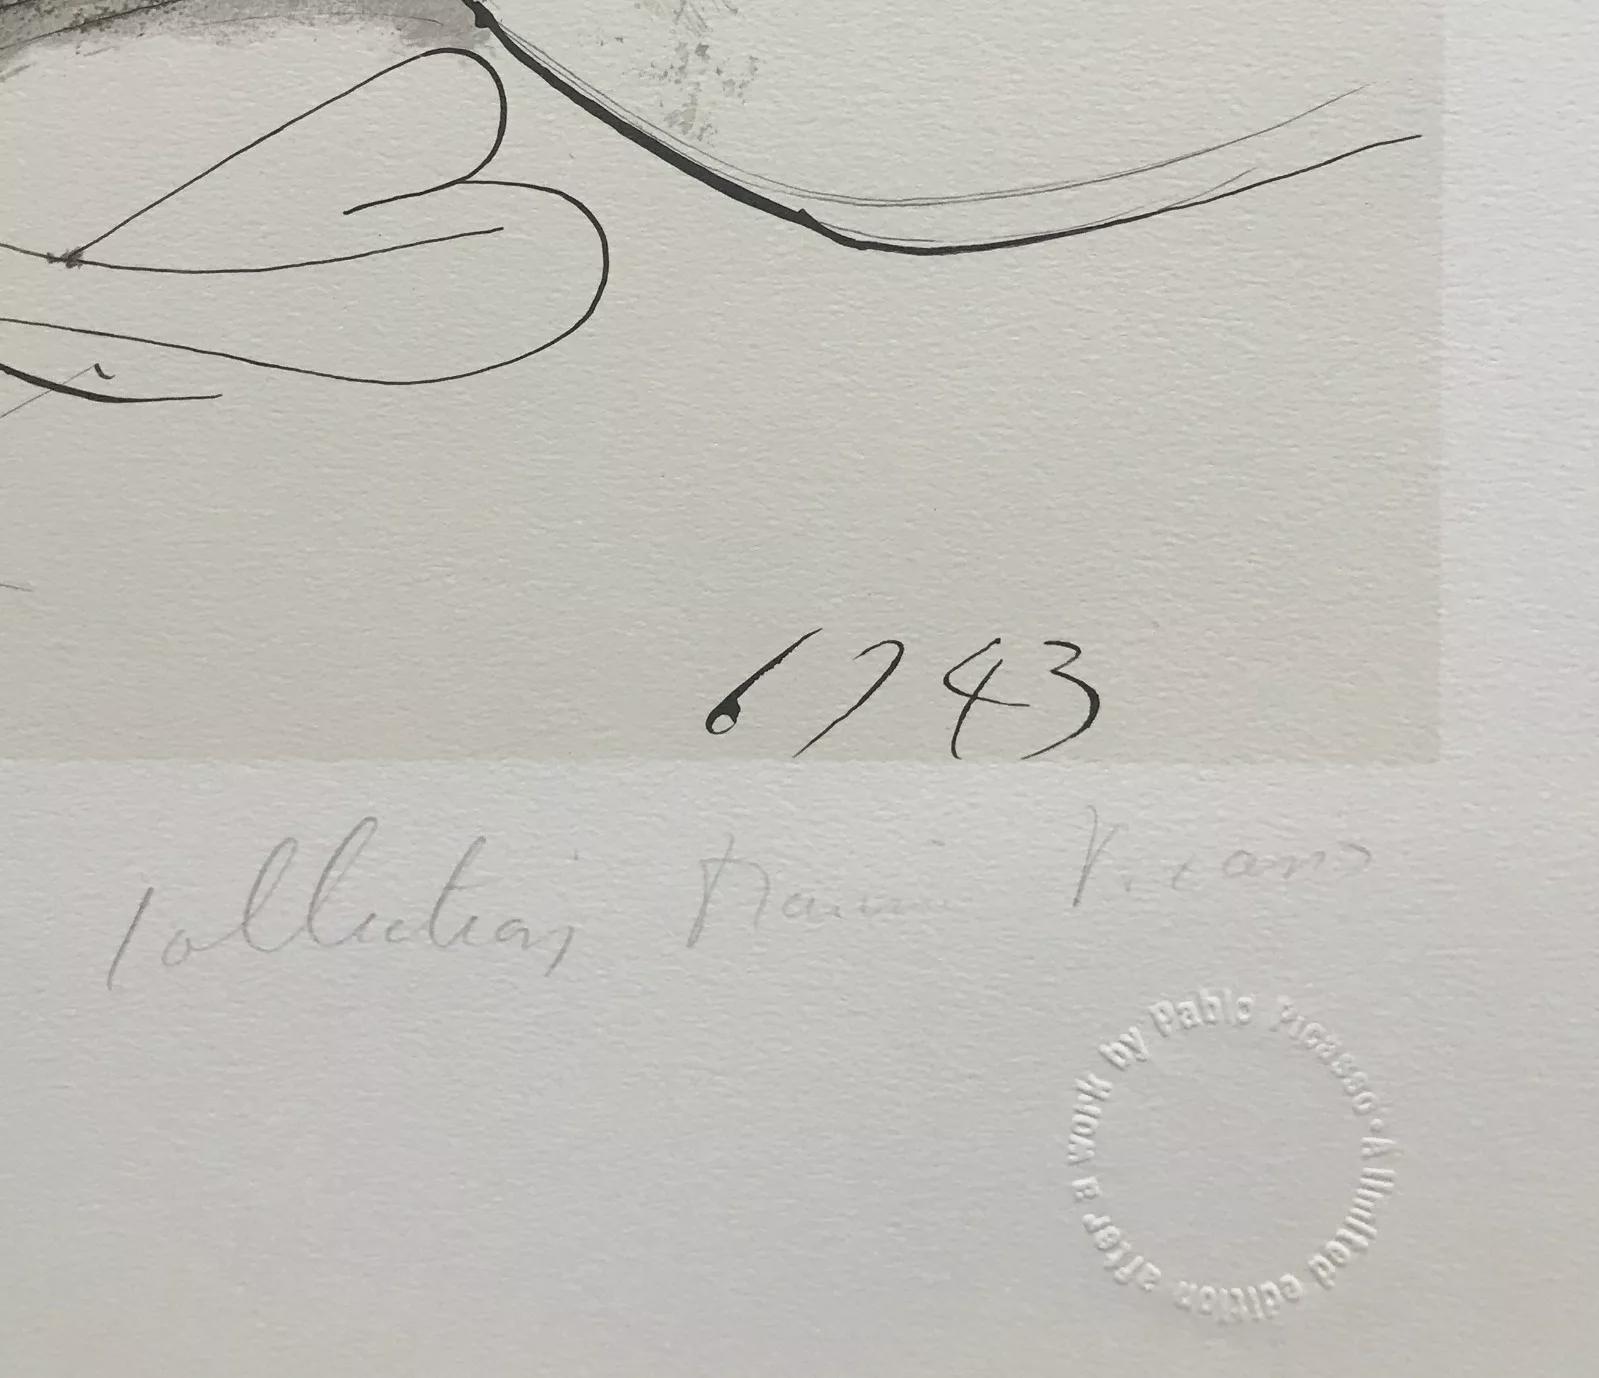 6 7 43
Collection Marina Picasso
A limited edition after a work by Pablo Picasso •